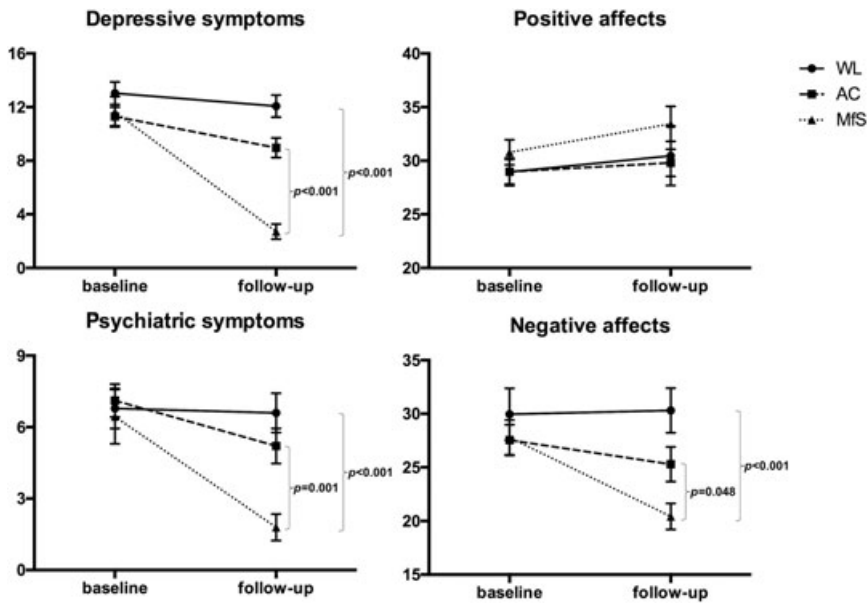 Depressive symptoms
16
12
8
4
0
baseline
follow-up
p<0.001
p<0.001
Positive affects
40
35
30
25
20
baseline
follow-up
WL
AC
MfS
Psychiatric symptoms
9
6
3
0
baseline
follow-up
p=0.001
p<0.001
Negative affects
35
30
25
20
15
baseline
follow-up
p=0.048
p<0.001